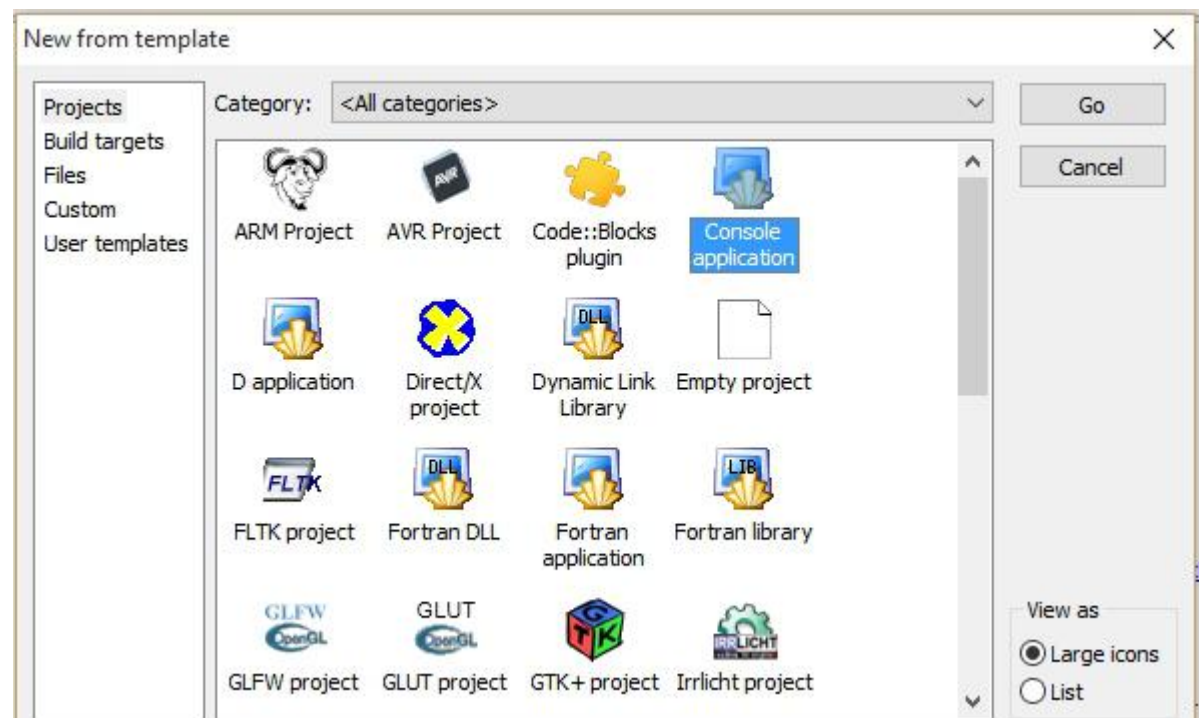 New from template
Projects
Build targets
Files
Custom
User templates
Category: <All categories>
Go
Cancel
AVR
ARM Project
AVR Project
Code::Blocks
plugin
Console
application
DLL
D application
Direct/X
project
Dynamic Link
Library
Empty project
FLTK
DLL
LIB
FLTK project
Fortran DLL
Fortran
application
Fortran library
GLFW
OpenGL
GLUT
OpenGL
GTK
IRRLICHT
GLFW project
GLUT project
GTK+ project
Irrlicht project
View as
Large icons
List